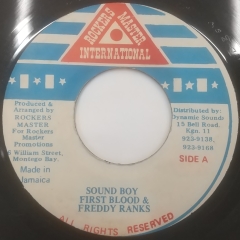 ROCKERS MASTER
INTERNATIONAL
Produced &
Arranged by
ROCKERS
MASTER
For Rockers
Master
Promotions
William Street,
Montego Bay.
Made in
Jamaica
Distributed by:
Dynamic Sounds
15 Bell Road,
Kgn. 11
923-9138,
923-9168
SIDE A
SOUND BOY
FIRST BLOOD &
FREDDY RANKS
ALL RIGHTS RESERVED